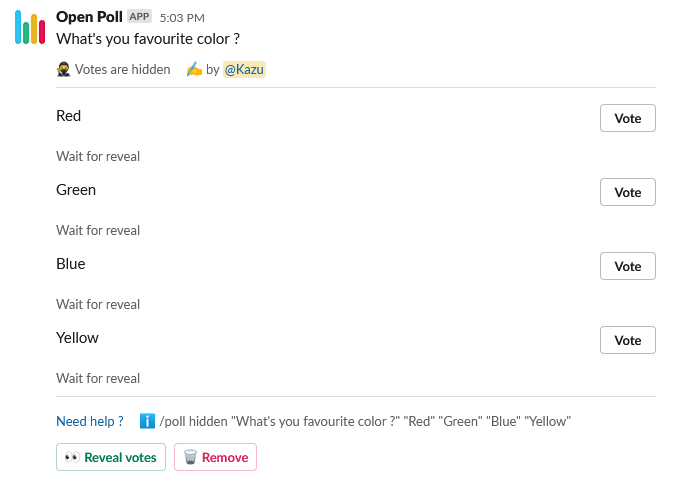 Open Poll APP 5:03 PM
What's you favourite color ?
Votes are hidden by @Kazu
Red Vote
Wait for reveal
Green Vote
Wait for reveal
Blue Vote
Wait for reveal
Yellow Vote
Wait for reveal
Need help ? /poll hidden "What's you favourite color ?" "Red" "Green" "Blue" "Yellow"
Reveal votes Remove